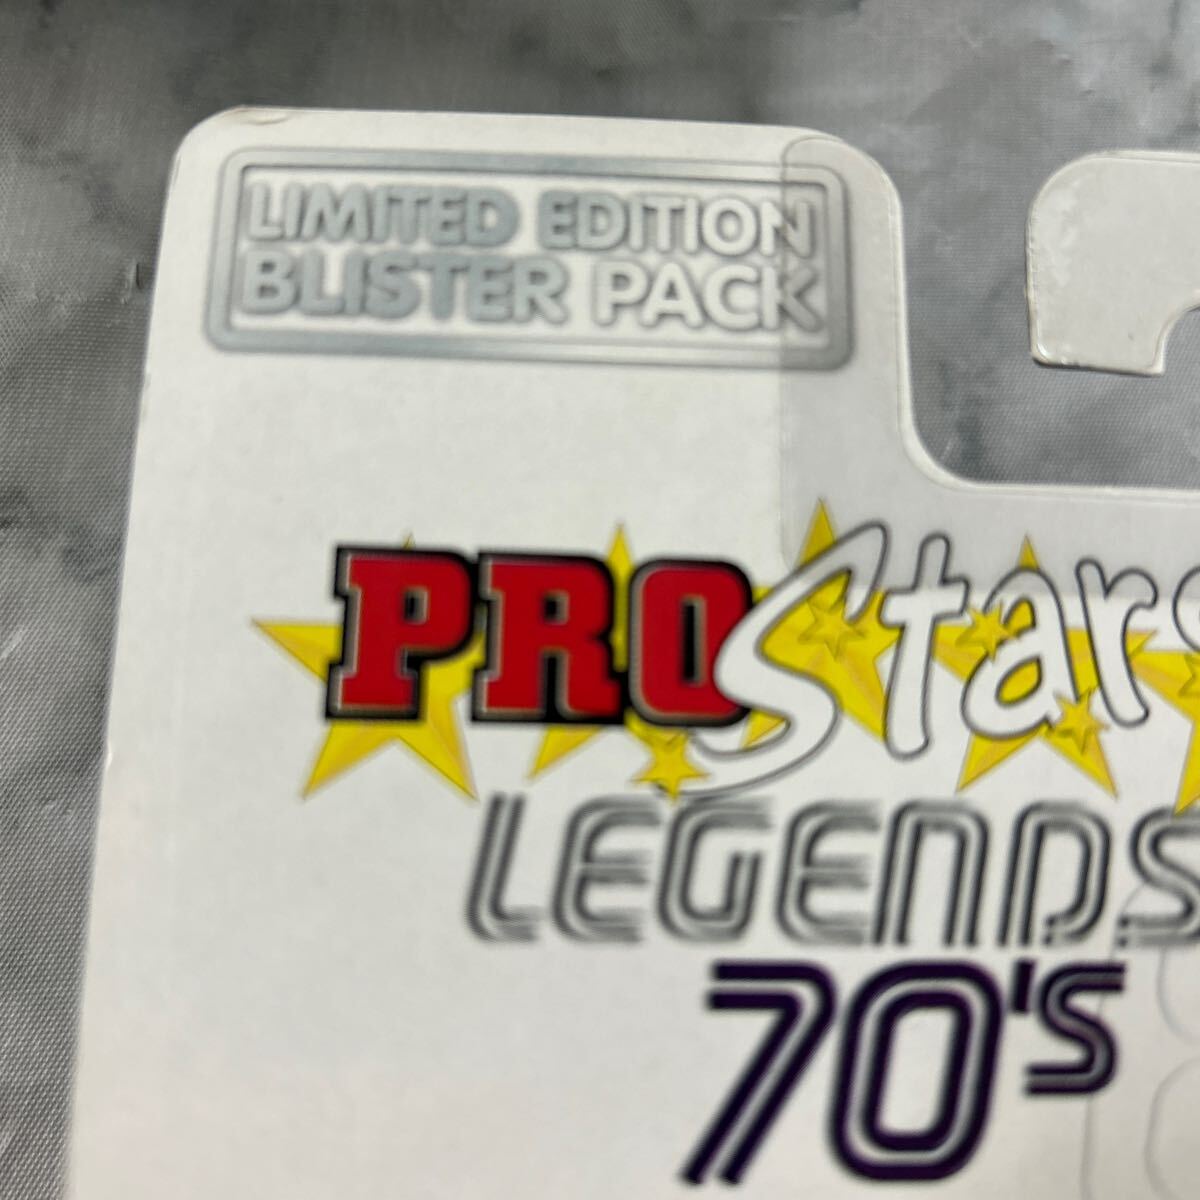 LIMITED EDITION
BLISTER PACK
PROStars
LEGENDS
70's